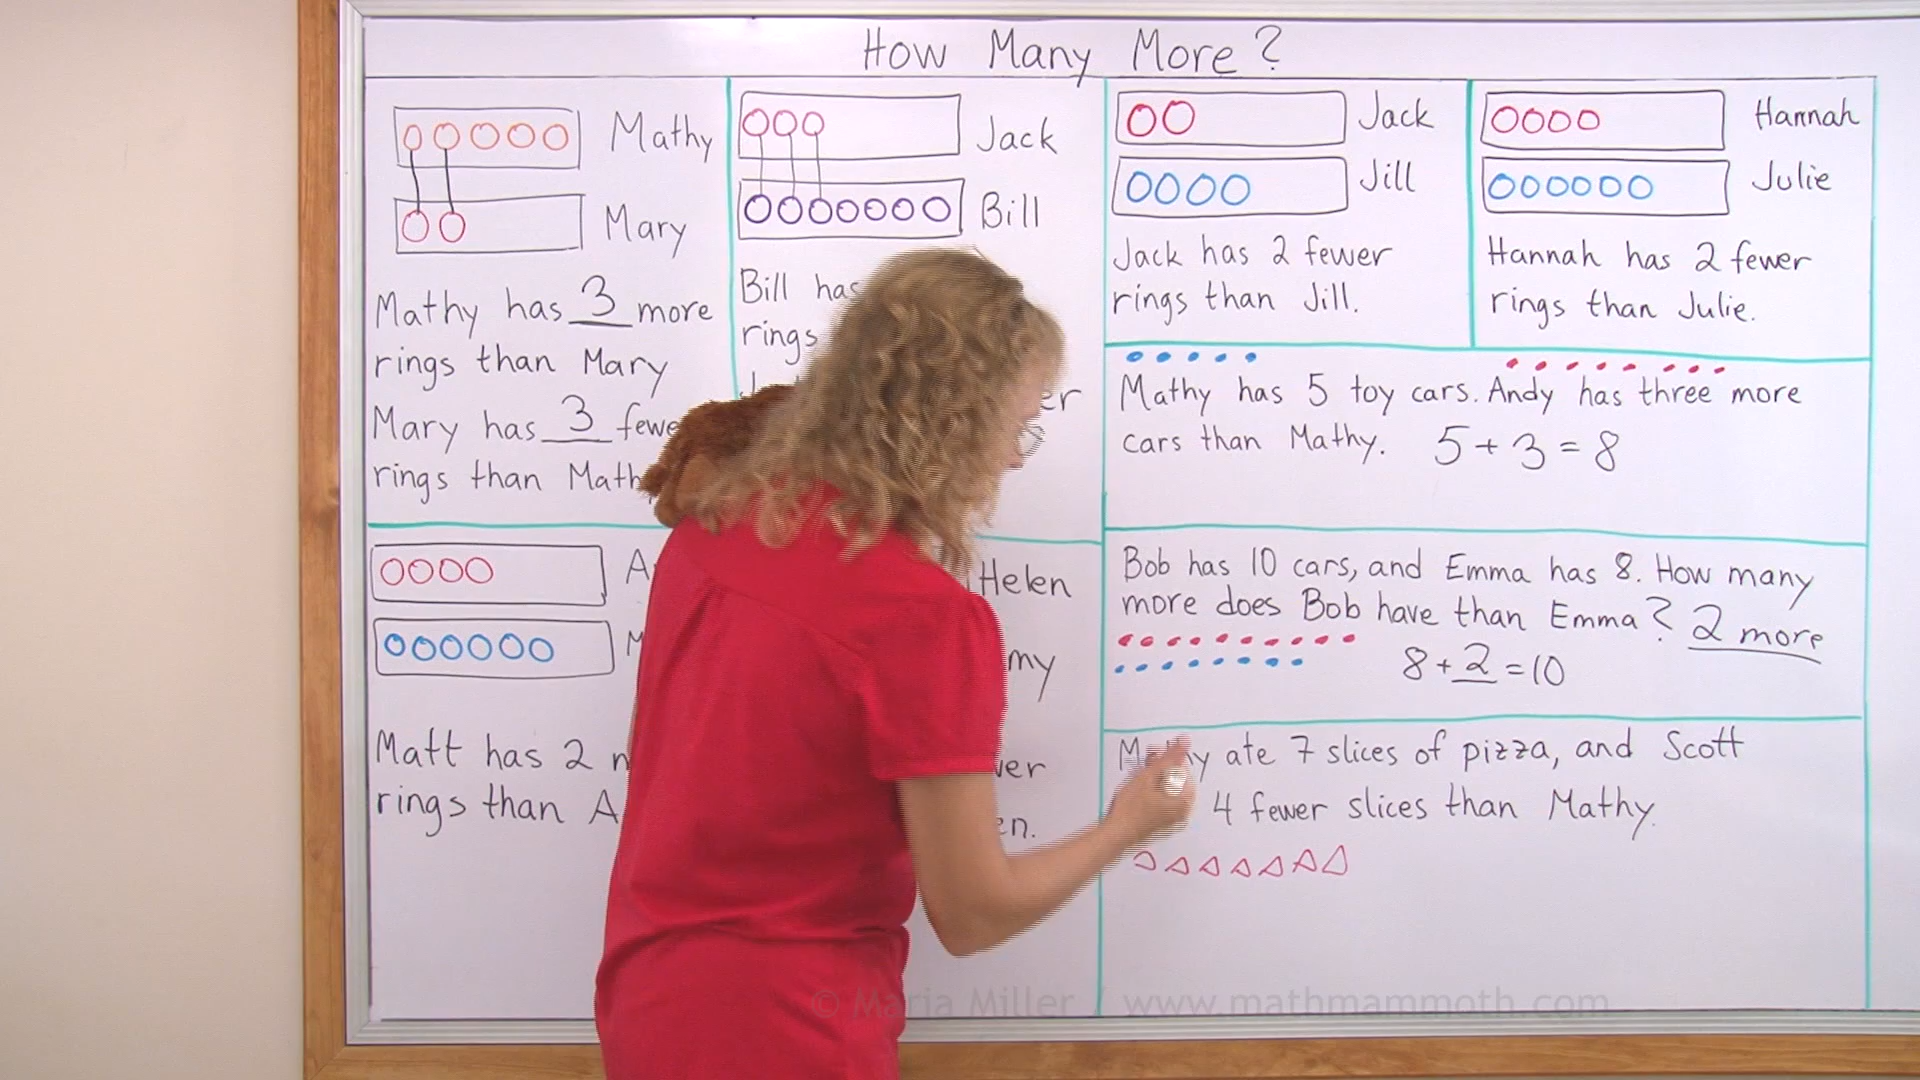 How Many More?
Mathy
Mary
Mathy has 3 more
rings than Mary
Mary has 3
rings than
Jack
Bill
Bill has
rings
Jack
Jill
Jack has 2 fewer
rings than Jill.
Hannah
Julie
Hannah has 2 fewer
rings than Julie.
Mathy has 5 toy cars. Andy has three more
cars than Mathy. 5 + 3 = 8
Helen
Matt has 2
rings than
Bob has 10 cars, and Emma has 8. How many
more does Bob have than Emma? 2 more
8 + 2 = 10
ate 7 slices of pizza, and Scott
4 fewer slices than Mathy.
© Maria Miller / www.mathmammoth.com